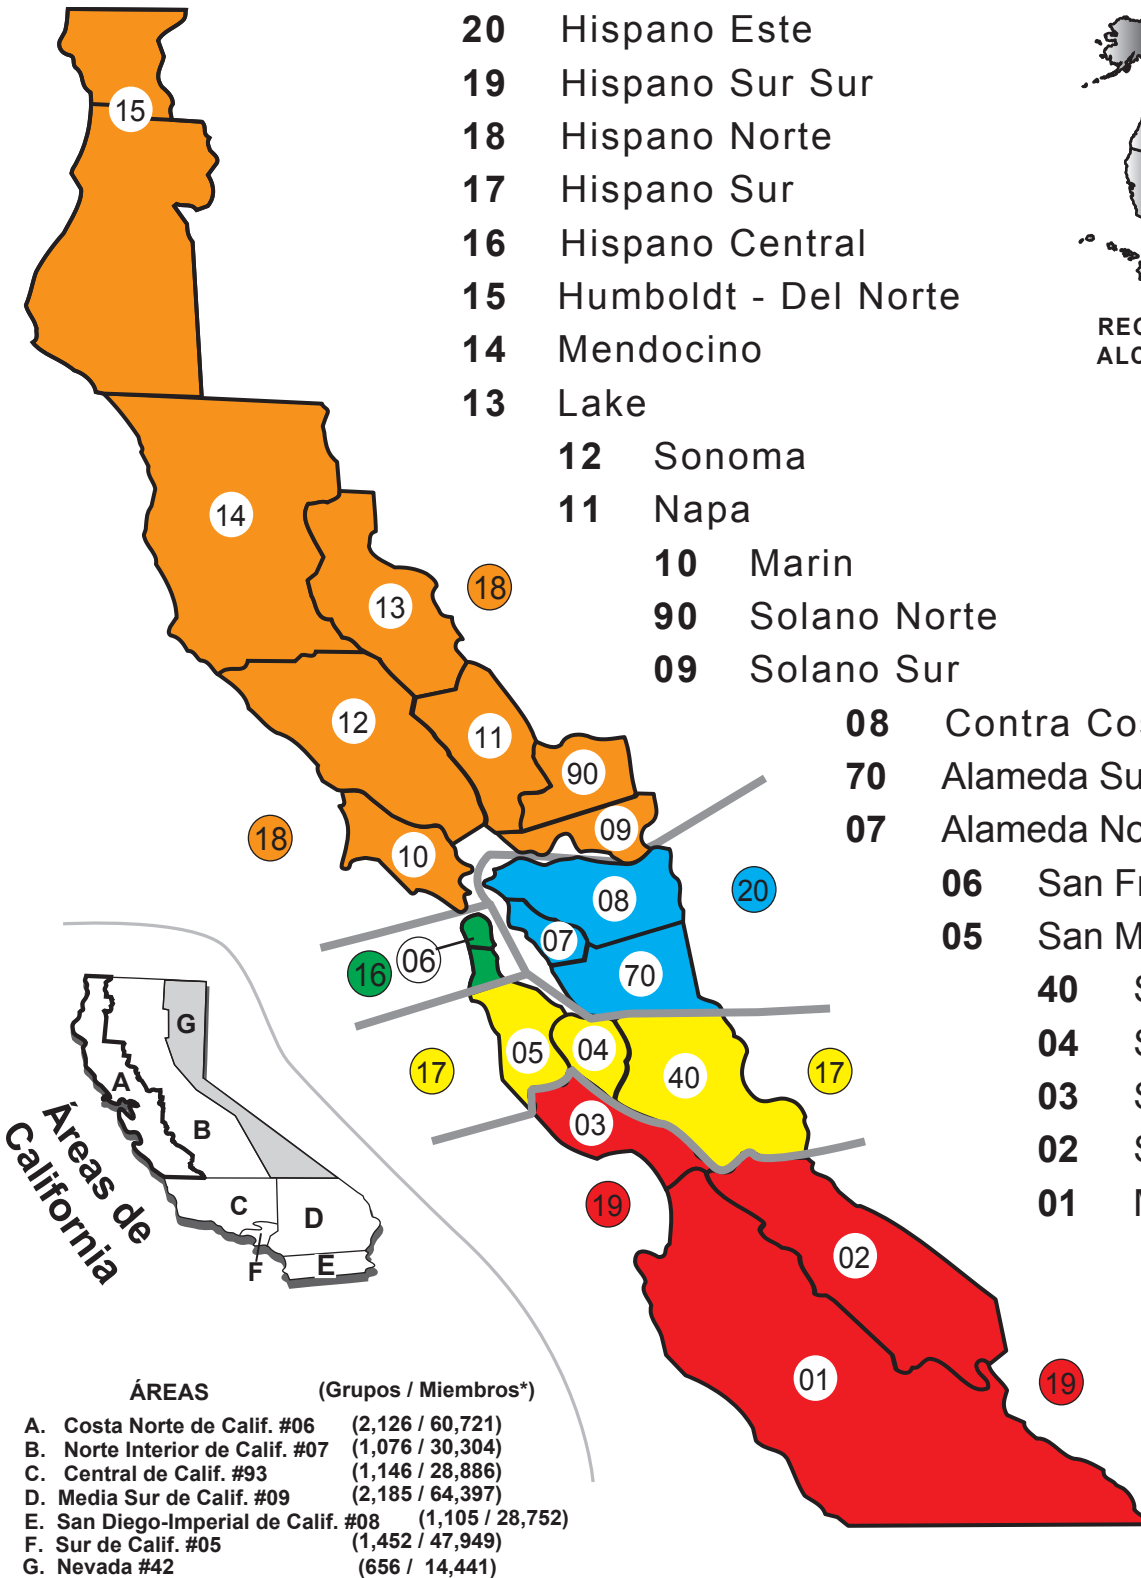 20 Hispano Este
19 Hispano Sur Sur
18 Hispano Norte
17 Hispano Sur
16 Hispano Central
15 Humboldt - Del Norte
14 Mendocino
13 Lake
12 Sonoma
11 Napa
10 Marin
90 Solano Norte
09 Solano Sur
08 Contra
70 Alameda
07 Alameda
06 San
05 San
40
04
03
02
01
15
14
13
18
12
11
90
09
18
10
08
20
07
06
16
70
05
04
40
17
17
03
19
02
01
19
G
A
B
C
D
F
E
Áreas de
California
ÁREAS (Grupos / Miembros*)
A. Costa Norte de Calif. #06 (2,126 / 60,721)
B. Norte Interior de Calif. #07 (1,076 / 30,304)
C. Central de Calif. #93 (1,146 / 28,886)
D. Media Sur de Calif. #09 (2,185 / 64,397)
E. San Diego-Imperial de Calif. #08 (1,105 / 28,752)
F. Sur de Calif. #05 (1,452 / 47,949)
G. Nevada #42 (656 / 14,441)